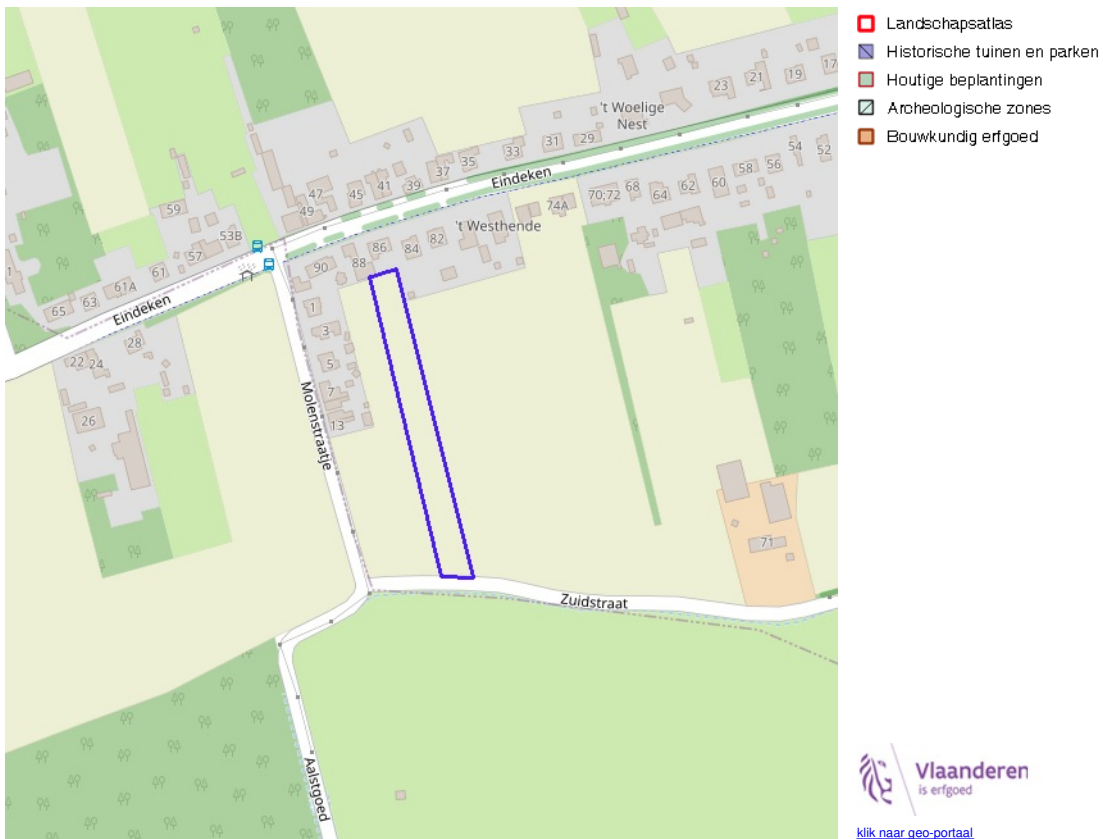 Landschapsatlas
Historische tuinen en parken
Houtige beplantingen
Archeologische zones
Bouwkundig erfgoed
't Woelige
Nest
23
21
19
17
Eindeken
47
49
45
41
39
37
35
33
31
29
54
52
56
58
60
62
64
68
70;72
74A
't Westhende
82
84
86
88
90
59
53B
57
61
61A
63
65
1
Eindeken
28
22
24
26
1
3
5
7
13
Molenstraatje
71
Zuidstraat
Aalstgoed
Vlaanderen
is erfgoed
klik naar geo-portaal